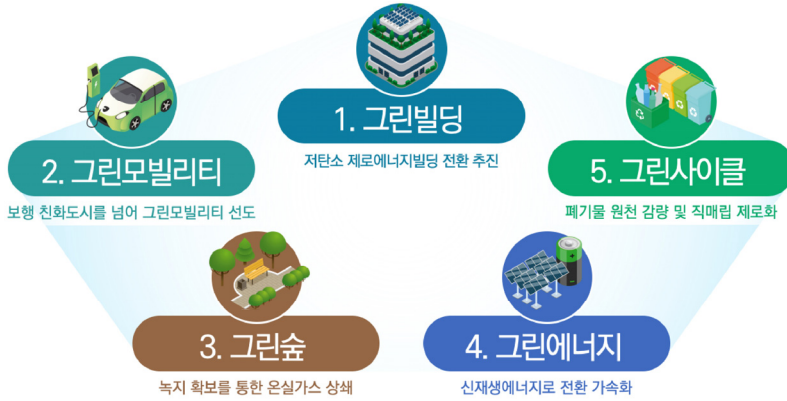 1. 그린빌딩
저탄소 제로에너지빌딩 전환 추진
2. 그린모빌리티
보행 친화도시를 넘어 그린모빌리티 선도
3. 그린숲
녹지 확보를 통한 온실가스 상쇄
4. 그린에너지
신재생에너지로 전환 가속화
5. 그린사이클
폐기물 원천 감량 및 직매립 제로화